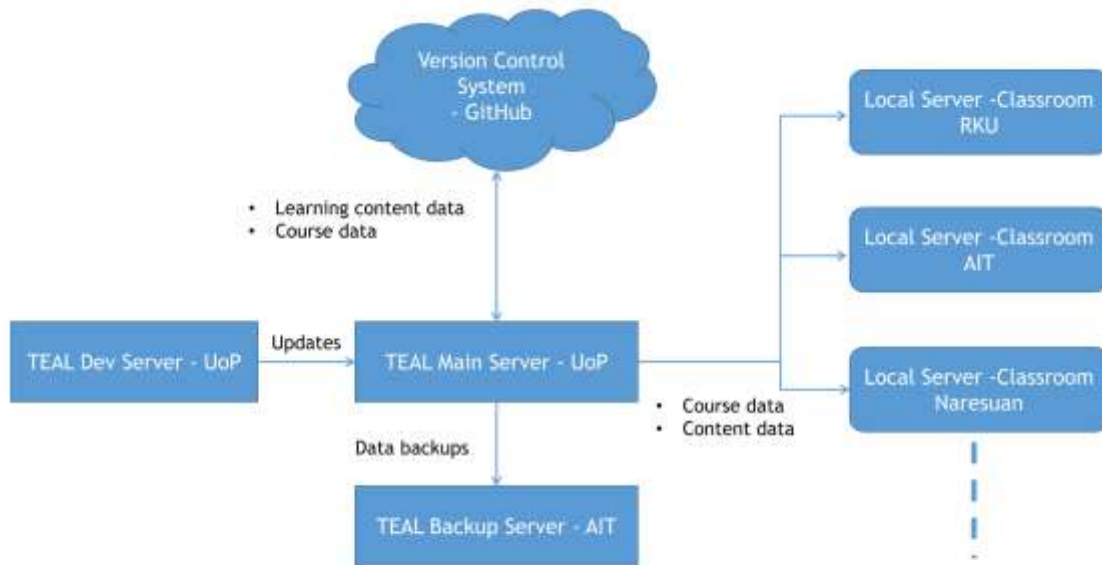 Version Control
System
- GitHub
Local Server -Classroom
RKU
• Learning content data
• Course data
Local Server -Classroom
AIT
TEAL Dev Server - UoP
Updates
TEAL Main Server - UoP
Local Server -Classroom
Naresuan
• Course data
• Content data
Data backups
TEAL Backup Server - AIT